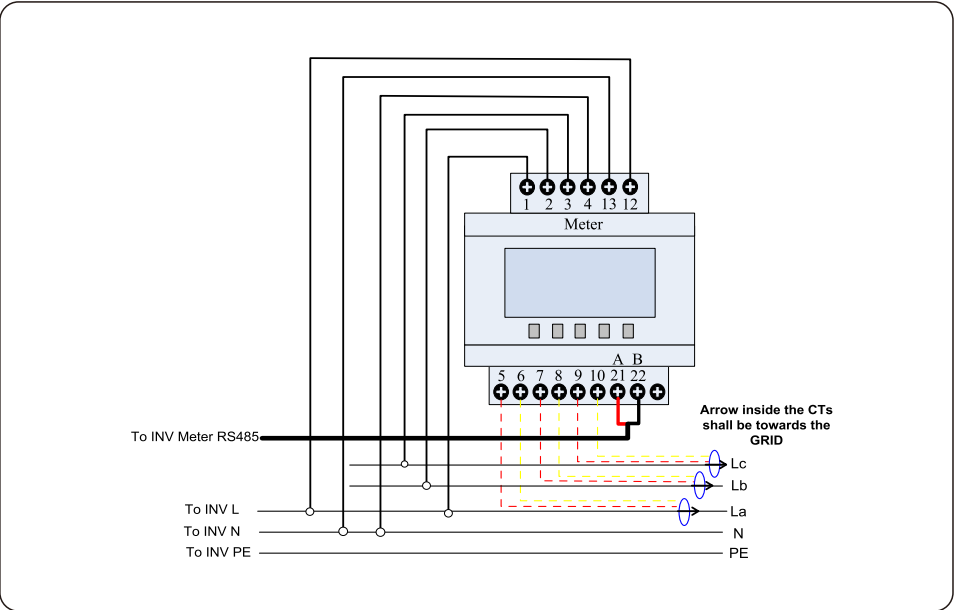 1 2 3 4 13 12
Meter
A B
5 6 7 8 9 10 21 22
Arrow inside the CTs
shall be towards the
GRID
To INV Meter RS485
Lc
Lb
To INV L
La
To INV N
N
To INV PE
PE